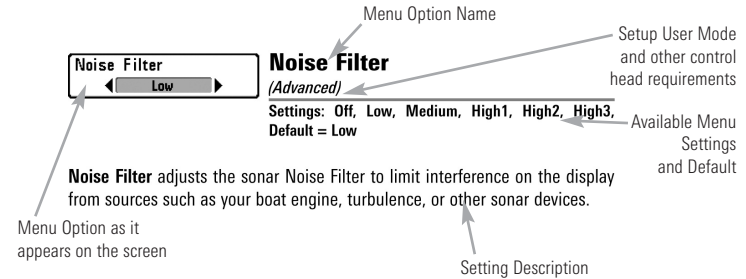 Menu Option Name
Setup User Mode
and other control
head requirements
Noise Filter
Low
Noise Filter
(Advanced)
Settings: Off, Low, Medium, High1, High2, High3,
Default = Low
Available Menu
Settings
and Default
Noise Filter adjusts the sonar Noise Filter to limit interference on the display
from sources such as your boat engine, turbulence, or other sonar devices.
Menu Option as it
appears on the screen
Setting Description